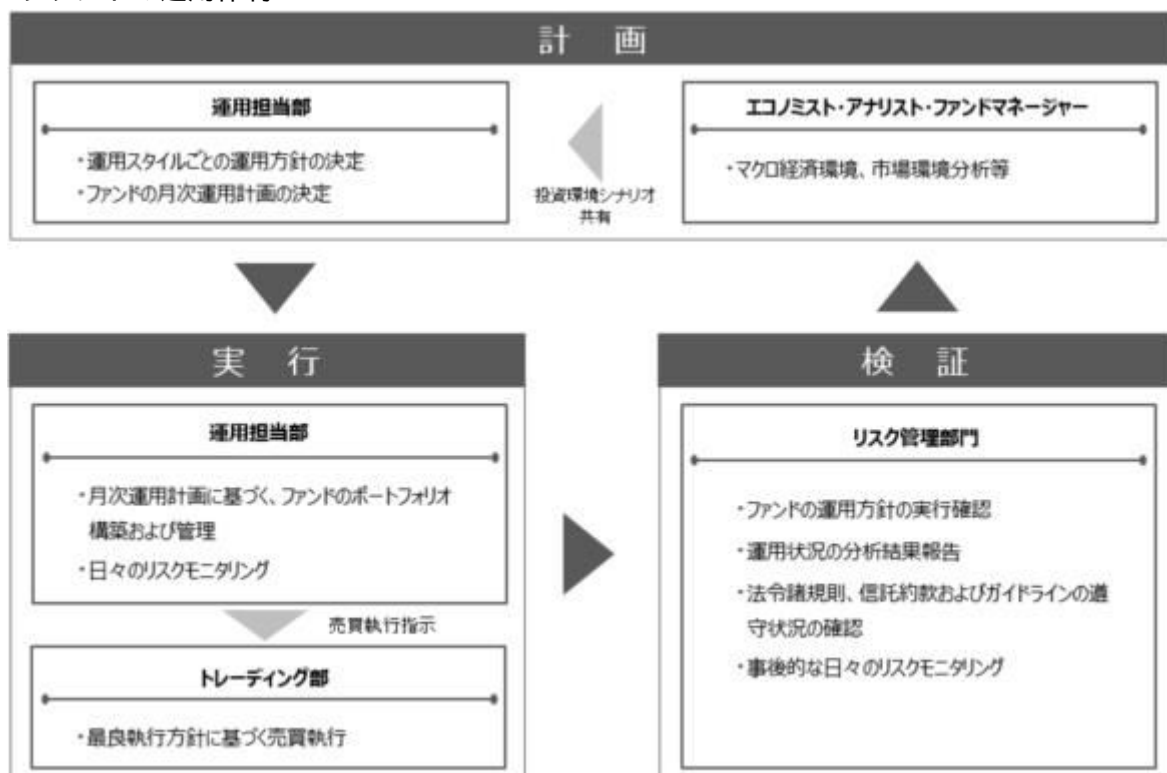 計 画
運用担当部
・運用スタイルごとの運用方針の決定
・ファンドの月次運用計画の決定
投資環境シナリオ
共有
エコノミスト・アナリスト・ファンドマネージャー
・マクロ経済環境、市場環境分析等
実 行
運用担当部
・月次運用計画に基づく、ファンドのポートフォリオ
構築および管理
・日々のリスクモニタリング
売買執行指示
トレーディング部
・最良執行方針に基づく売買執行
検 証
リスク管理部門
・ファンドの運用方針の実行確認
・運用状況の分析結果報告
・法令諸規則、信託約款およびガイドラインの遵
守状況の確認
・事後的な日々のリスクモニタリング